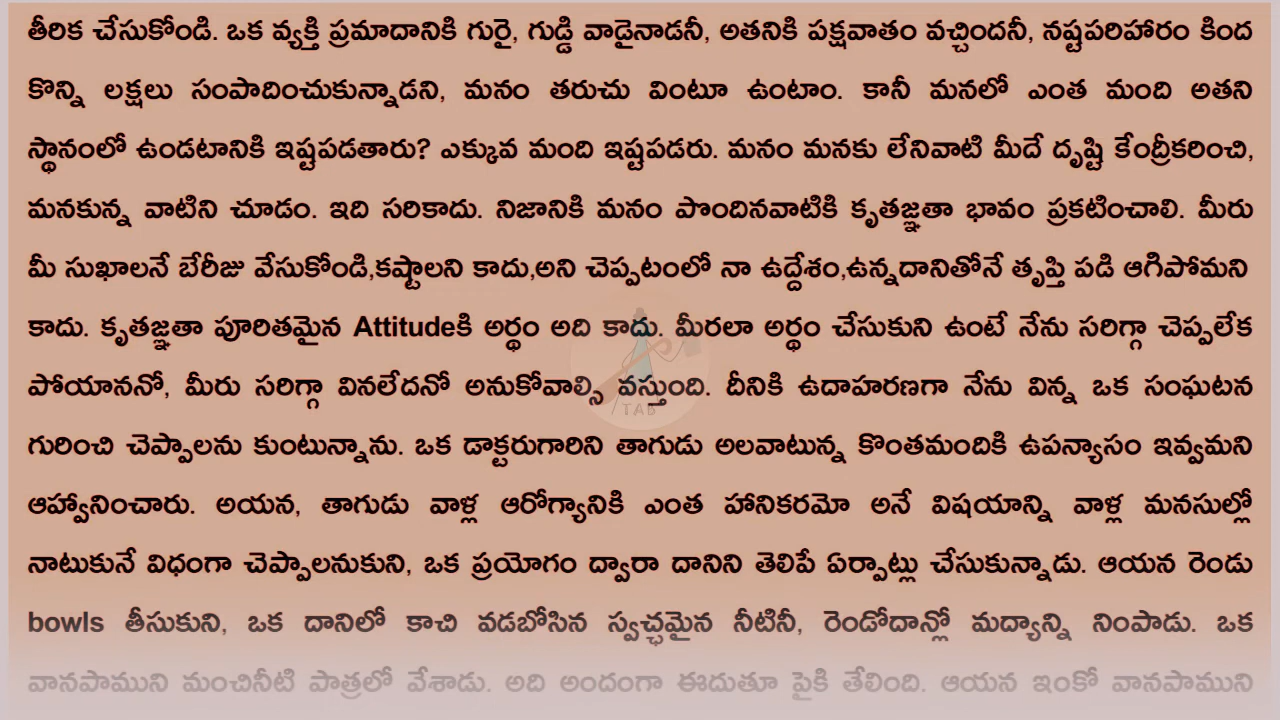 తీరిక చేసుకోండి. ఒక వ్యక్తి ప్రమాదానికి గురై, గుడ్డి వాడైనాడనీ, అతనికి పక్షవాతం వచ్చిందనీ, నష్టపరిహారం కింద
కొన్ని లక్షలు సంపాదించుకున్నాడని, మనం తరుచు వింటూ ఉంటాం. కానీ మనలో ఎంత మంది అతని
స్థానంలో ఉండటానికి ఇష్టపడతారు? ఎక్కువ మంది ఇష్టపడరు. మనం మనకు లేనివాటి మీదే దృష్టి కేంద్రీకరించి,
మనకున్న వాటిని చూడం. ఇది సరికాదు. నిజానికి మనం పొందినవాటికి కృతజ్ఞతా భావం ప్రకటించాలి. మీరు
మీ సుఖాలనే బేరీజు వేసుకోండి,కష్టాలని కాదు,అని చెప్పటంలో నా ఉద్దేశం,ఉన్నదానితోనే తృప్తి పడి ఆగిపోమని
కాదు. కృతజ్ఞతా పూరితమైన Attitudeకి అర్థం అది కాదు. మీరలా అర్థం చేసుకుని ఉంటే నేను సరిగ్గా చెప్పలేక
పోయాననో, మీరు సరిగ్గా వినలేదనో అనుకోవాల్సి వస్తుంది. దీనికి ఉదాహరణగా నేను విన్న ఒక సంఘటన
గురించి చెప్పాలను కుంటున్నాను. ఒక డాక్టరుగారిని తాగుడు అలవాటున్న కొంతమందికి ఉపన్యాసం ఇవ్వమని
ఆహ్వానించారు. అయన, తాగుడు వాళ్ల ఆరోగ్యానికి ఎంత హానికరమో అనే విషయాన్ని వాళ్ల మనసుల్లో
నాటుకునే విధంగా చెప్పాలనుకుని, ఒక ప్రయోగం ద్వారా దానిని తెలిపే ఏర్పాట్లు చేసుకున్నాడు. ఆయన రెండు
bowls తీసుకుని, ఒక దానిలో కాచి వడబోసిన స్వచ్ఛమైన నీటినీ, రెండోదాన్లో మద్యాన్ని నింపాడు. ఒక
వానపాముని మంచినీటి పాత్రలో వేశాడు. అది అందంగా ఈదుతూ పైకి తేలింది. ఆయన ఇంకో వానపాముని
TAB